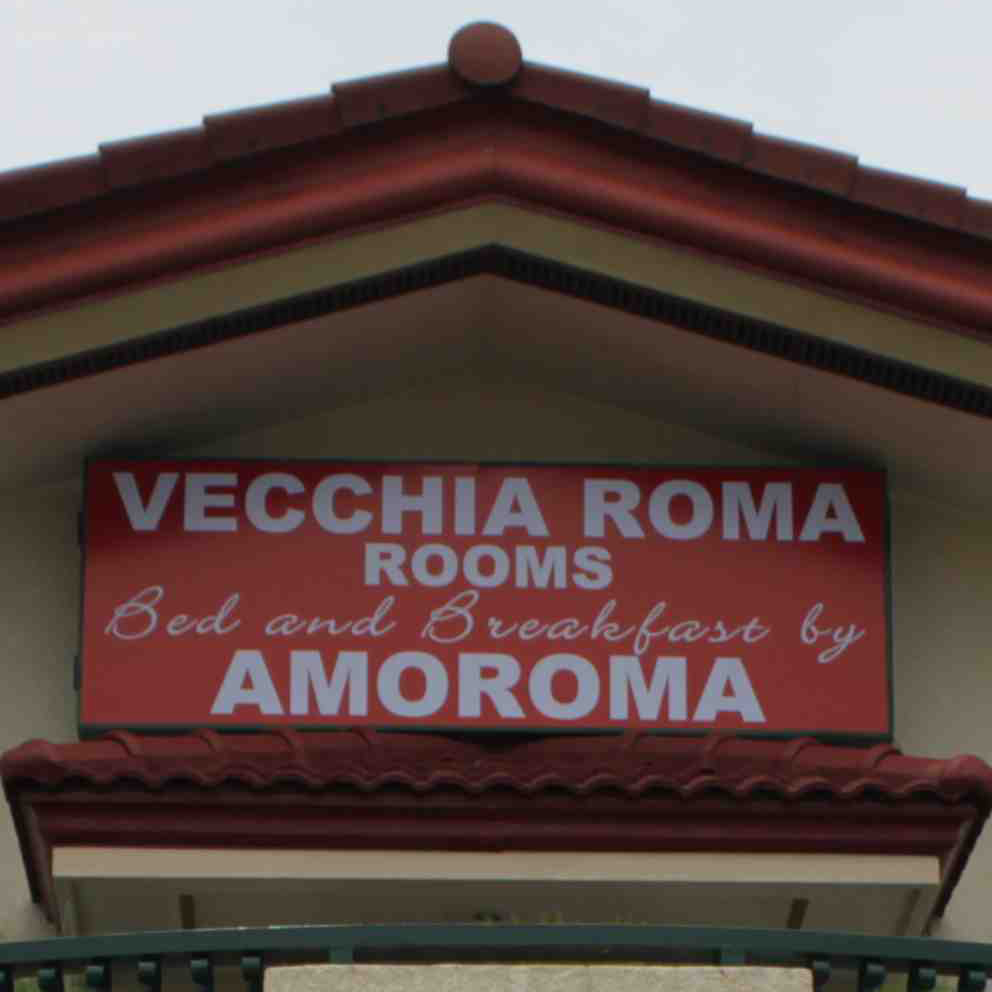 VECCHIA ROMA
ROOMS
Bed and Breakfast by
AMOROMA